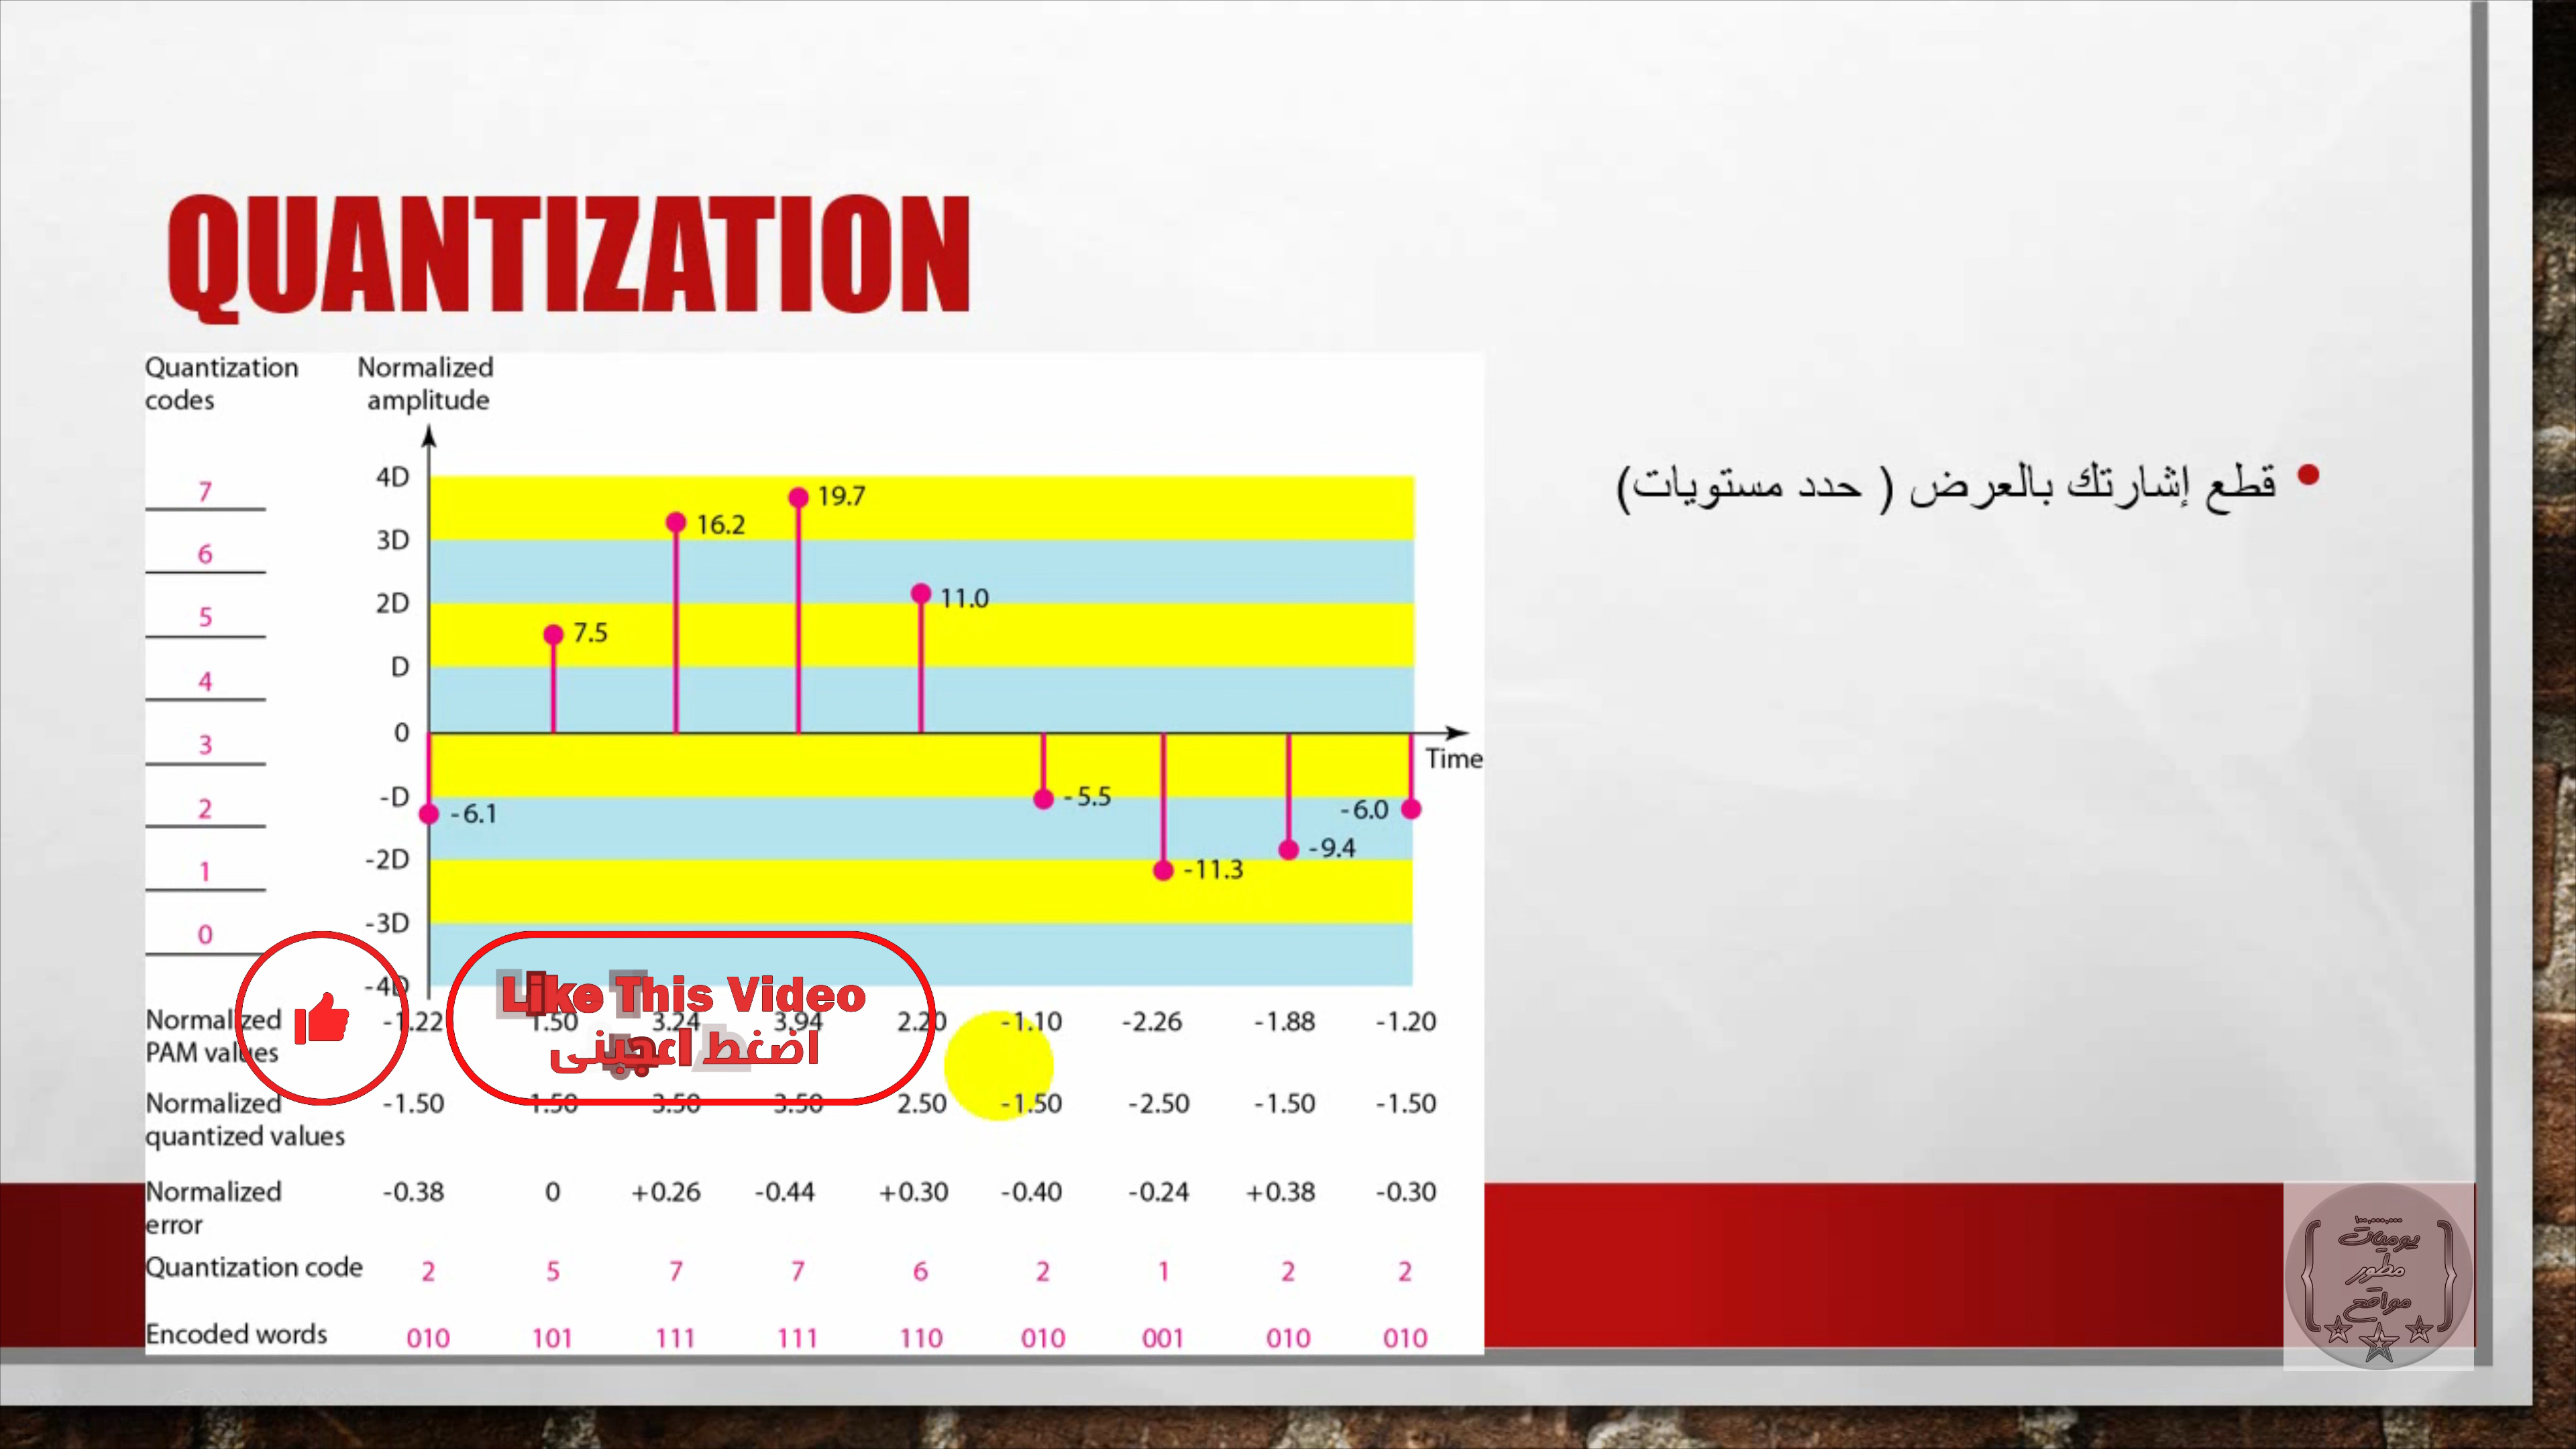 QUANTIZATION
قطع إشارتك بالعرض ( حدد مستويات)
Quantization codes
Normalized amplitude
7
6
5
4
3
2
1
0
4D
3D
2D
D
0
-D
-2D
-3D
-4D
-6.1
7.5
16.2
19.7
11.0
-5.5
-11.3
-9.4
-6.0
Time
Like This Video
اضغط اعجبنى
Normalized PAM values -1.22 1.50 3.24 3.94 2.20 -1.10 -2.26 -1.88 -1.20
Normalized quantized values -1.50 1.50 3.50 3.50 2.50 -1.50 -2.50 -1.50 -1.50
Normalized error -0.38 0 +0.26 -0.44 +0.30 -0.40 -0.24 +0.38 -0.30
Quantization code 2 5 7 7 6 2 1 2 2
Encoded words 010 101 111 111 110 010 001 010 010
يوميات
مطور
مواقع